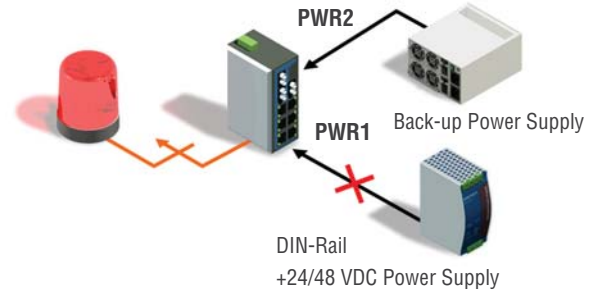 PWR2
Back-up Power Supply
PWR1
DIN-Rail
+24/48 VDC Power Supply